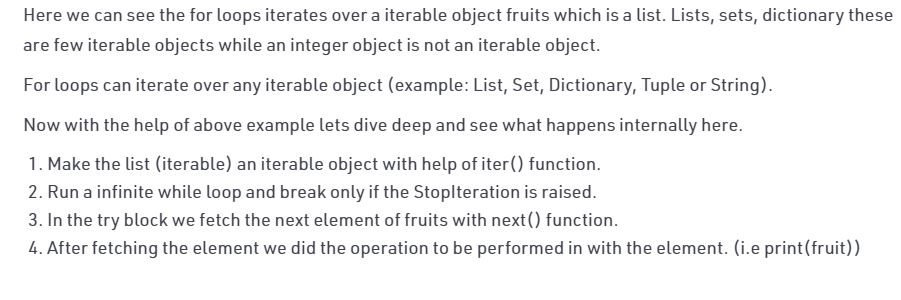 Here we can see the for loops iterates over a iterable object fruits which is a list. Lists, sets, dictionary these
are few iterable objects while an integer object is not an iterable object.
For loops can iterate over any iterable object (example: List, Set, Dictionary, Tuple or String).
Now with the help of above example lets dive deep and see what happens internally here.
1. Make the list (iterable) an iterable object with help of iter() function.
2. Run a infinite while loop and break only if the StopIteration is raised.
3. In the try block we fetch the next element of fruits with next() function.
4. After fetching the element we did the operation to be performed in with the element. (i.e print(fruit))